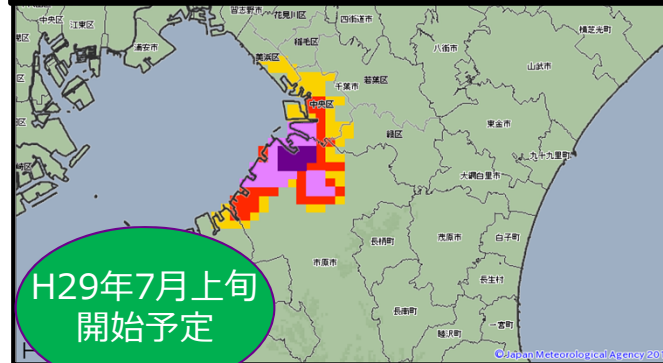 習志野市
花見川区
四街道市
横芝光町
中央区
江東区
稲毛区
八街市
浦安市
美浜区
山武市
若葉区
千葉市
中央区
緑区
東金市
九十九里町
大網白里市
長柄町
茂原市
白子町
市原市
長生村
長南町
睦沢町
一宮町
H29年7月上旬
開始予定
©Japan Meteorological Agency 201